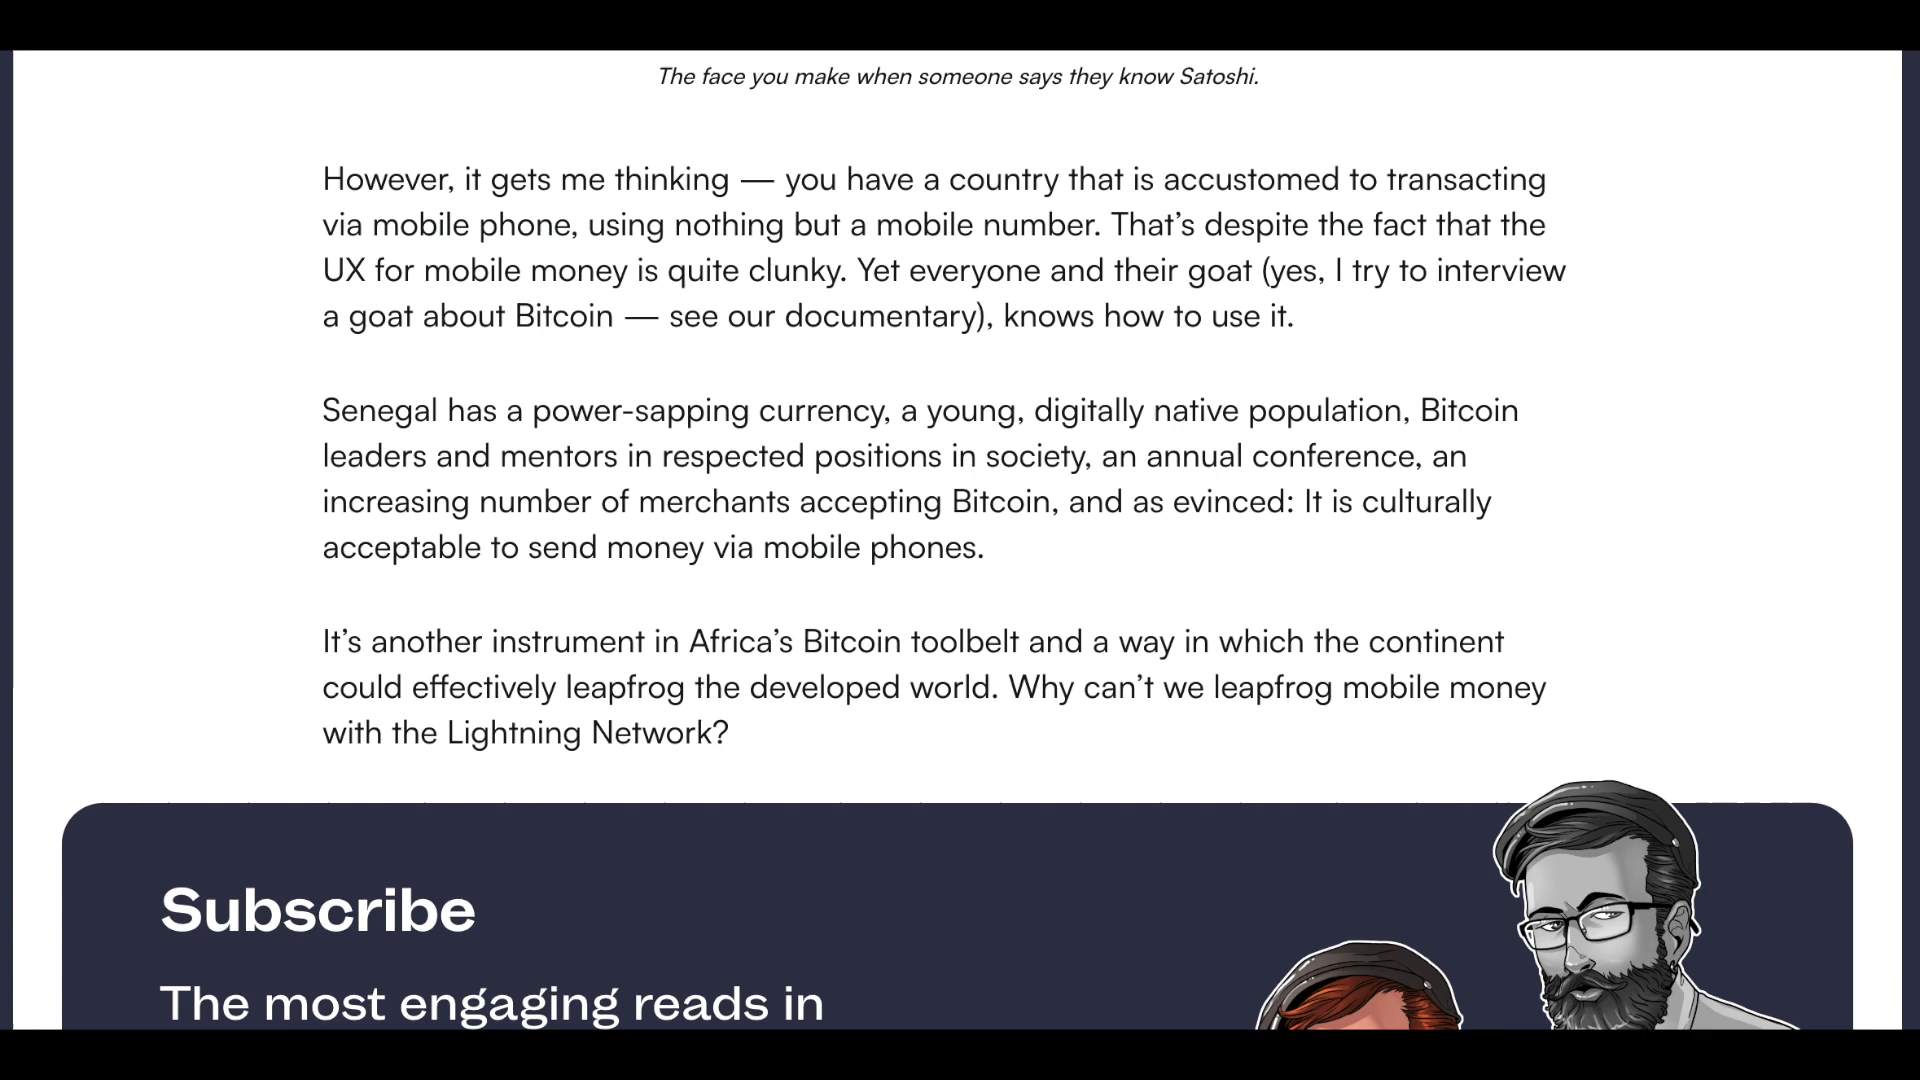 The face you make when someone says they know Satoshi.
However, it gets me thinking — you have a country that is accustomed to transacting
via mobile phone, using nothing but a mobile number. That’s despite the fact that the
UX for mobile money is quite clunky. Yet everyone and their goat (yes, I try to interview
a goat about Bitcoin — see our documentary), knows how to use it.
Senegal has a power-sapping currency, a young, digitally native population, Bitcoin
leaders and mentors in respected positions in society, an annual conference, an
increasing number of merchants accepting Bitcoin, and as evinced: It is culturally
acceptable to send money via mobile phones.
It’s another instrument in Africa’s Bitcoin toolbelt and a way in which the continent
could effectively leapfrog the developed world. Why can’t we leapfrog mobile money
with the Lightning Network?
Subscribe
The most engaging reads in